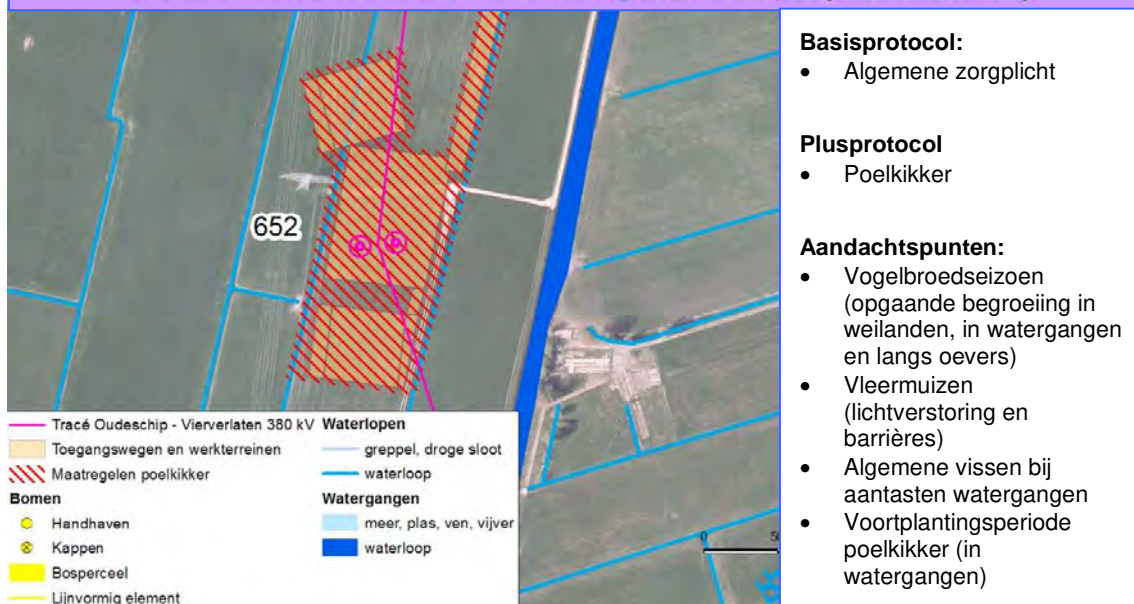 652
Tracé Oudeschip - Vierverlaten 380 kV
Toegangswegen en werkterreinen
Maatregelen poelkikker
Bomen
Handhaven
Kappen
Bosperceel
Lijnvormig element
Waterlopen
greppel, droge sloot
waterloop
Watergangen
meer, plas, ven, vijver
waterloop
0
Basisprotocol:
• Algemene zorgplicht
Plusprotocol
• Poelkikker
Aandachtspunten:
• Vogelbroedseizoen
(opgaande begroeiing in
weilanden, in watergangen
en langs oevers)
• Vleermuizen
(lichtverstoring en
barrières)
• Algemene vissen bij
aantasten watergangen
• Voortplantingsperiode
poelkikker (in
watergangen)